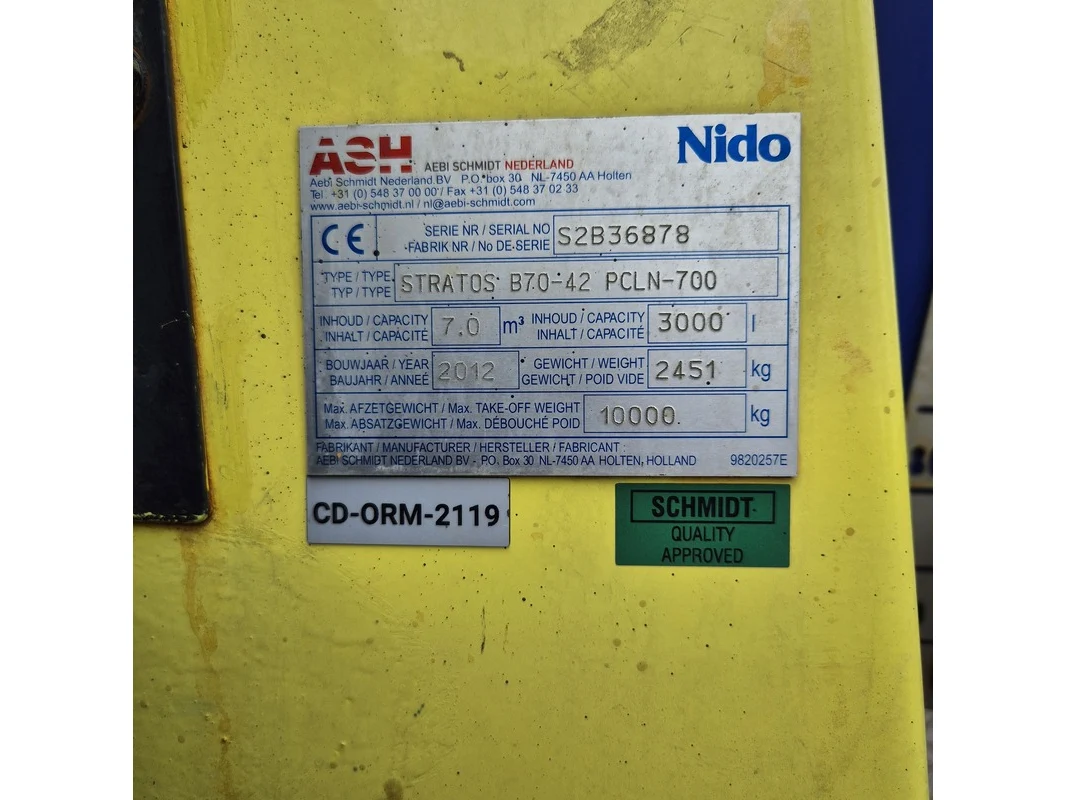 ASH AEBI SCHMIDT NEDERLAND Nido
Aebi Schmidt Nederland BV P.O. box 30 NL-7450 AA Holten
Tel +31 (0) 548 37 00 00 / Fax +31 (0) 548 37 02 33
www.aebi-schmidt.nl / nl@aebi-schmidt.com
CE SERIE NR / SERIAL NO S2B36878
FABRIK NR / No DE SERIE
TYPE / TYPE STRATOS B70-42 PCLN-700
TYP / TYPE
INHOUD / CAPACITY 7.0 m³ INHOUD / CAPACITY 3000 l
INHALT / CAPACITÉ INHALT / CAPACITÉ
BOUWJAAR / YEAR 2012 GEWICHT / WEIGHT 2451 kg
BAUJAHR / ANNEÉ GEWICHT / POID VIDE
Max. AFZETGEWICHT / Max. TAKE-OFF WEIGHT 10000 kg
Max. ABSATZGEWICHT / Max. DÉBOUCHÉ POID
FABRIKANT / MANUFACTURER / HERSTELLER / FABRICANT :
AEBI SCHMIDT NEDERLAND BV - P.O. Box 30 NL-7450 AA HOLTEN, HOLLAND 9820257E
CD-ORM-2119
SCHMIDT
QUALITY
APPROVED